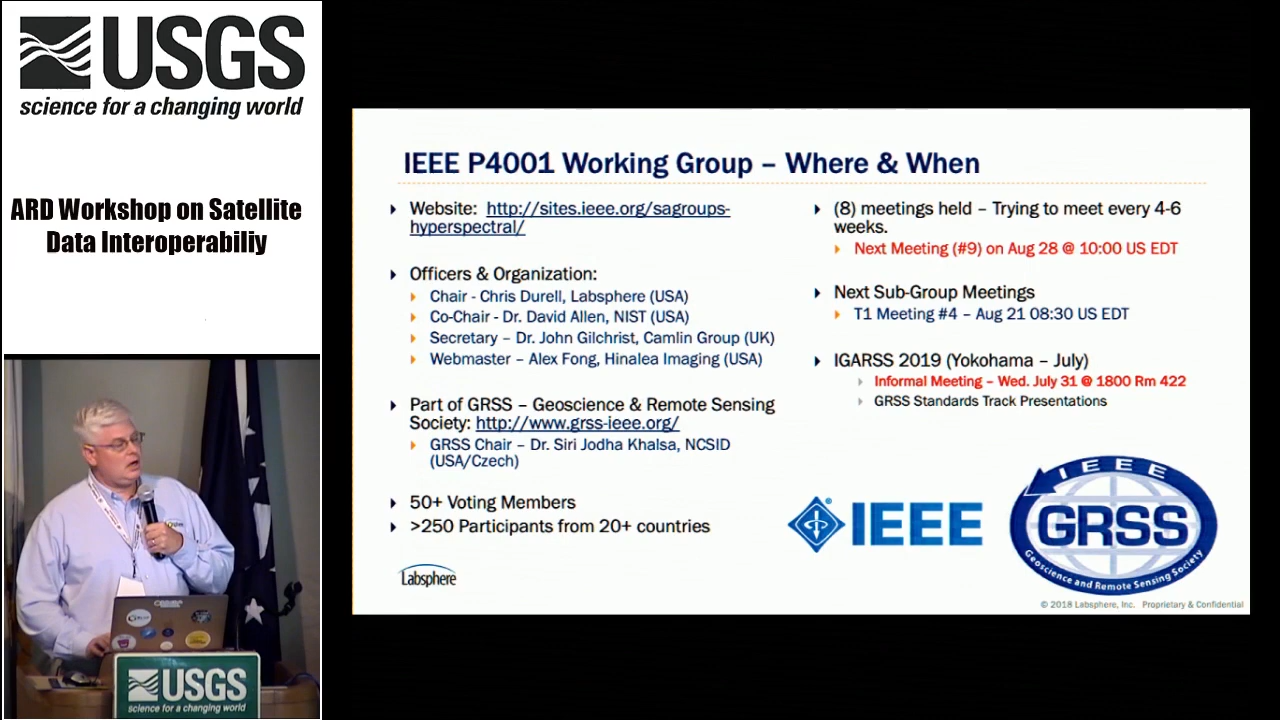 USGS
science for a changing world
ARD Workshop on Satellite
Data Interoperabiliy
IEEE P4001 Working Group – Where & When
Website: http://sites.ieee.org/sagroups-
hyperspectral/
Officers & Organization:
Chair - Chris Durell, Labsphere (USA)
Co-Chair - Dr. David Allen, NIST (USA)
Secretary – Dr. John Gilchrist, Camlin Group (UK)
Webmaster – Alex Fong, Hinalea Imaging (USA)
Part of GRSS – Geoscience & Remote Sensing
Society: http://www.grss-ieee.org/
GRSS Chair – Dr. Siri Jodha Khalsa, NCSID
(USA/Czech)
50+ Voting Members
>250 Participants from 20+ countries
Labsphere
(8) meetings held – Trying to meet every 4-6
weeks.
Next Meeting (#9) on Aug 28 @ 10:00 US EDT
Next Sub-Group Meetings
T1 Meeting #4 – Aug 21 08:30 US EDT
IGARSS 2019 (Yokohama – July)
Informal Meeting – Wed. July 31 @ 1800 Rm 422
GRSS Standards Track Presentations
IEEE
IEEE
GRSS
Geoscience and Remote Sensing Society
© 2018 Labsphere, Inc. Proprietary & Confidential
USGS
science for a changing world